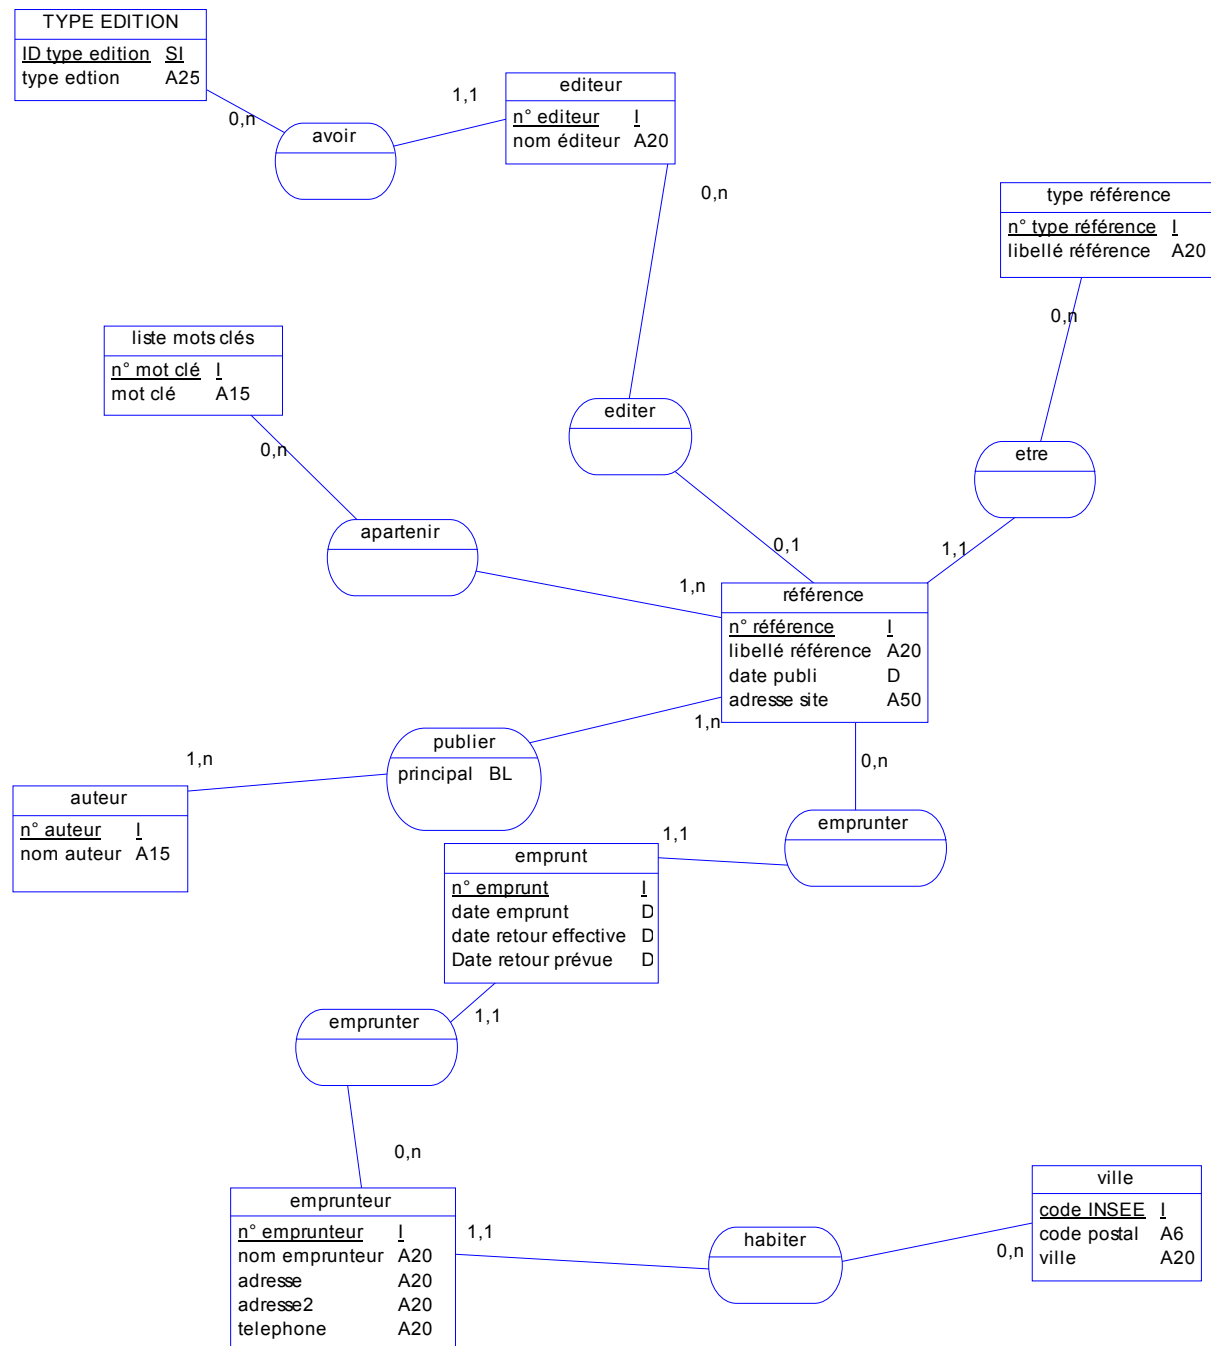 TYPE EDITION
ID type edition SI
type edtion A25
0,n
avoir
1,1
editeur
n° editeur I
nom éditeur A20
0,n
type référence
n° type référence I
libellé référence A20
0,n
liste mots clés
n° mot clé I
mot clé A15
0,n
editer
etre
apartenir
0,1
1,1
1,n
référence
n° référence I
libellé référence A20
date publi D
adresse site A50
1,n
publier
principal BL
1,n
auteur
n° auteur I
nom auteur A15
0,n
emprunter
1,1
emprunt
n° emprunt I
date emprunt D
date retour effective D
Date retour prévue D
1,1
emprunter
0,n
emprunteur
n° emprunteur I
nom emprunteur A20
adresse A20
adresse2 A20
telephone A20
1,1
habiter
0,n
ville
code INSEE I
code postal A6
ville A20